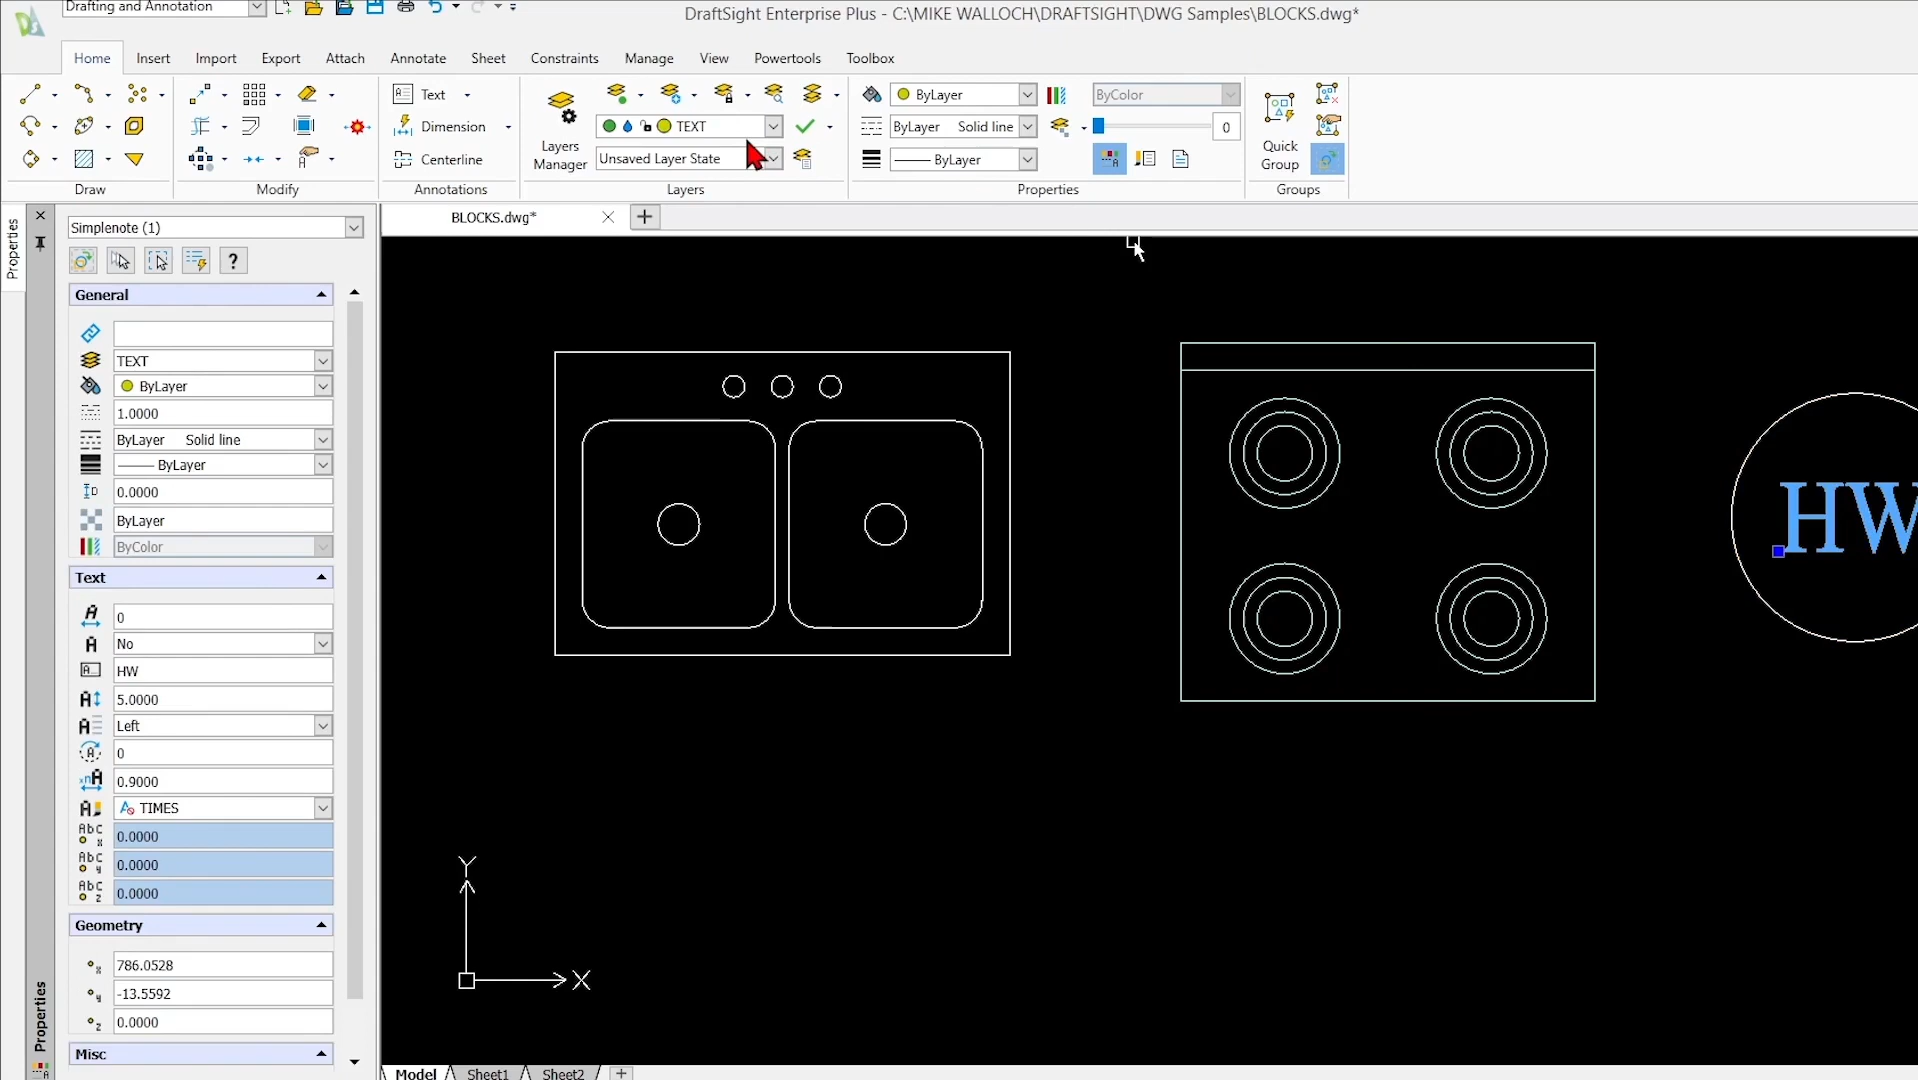 Drafting and Annotation
DraftSight Enterprise Plus - C:\MIKE WALLOCH\DRAFTSIGHT\DWG Samples\BLOCKS.dwg*
Home Insert Import Export Attach Annotate Sheet Constraints Manage View Powertools Toolbox
Text
Dimension
Centerline
Layers
Manager
TEXT
Unsaved Layer State
ByLayer
ByLayer Solid line
ByLayer
ByColor
0
Quick
Group
Draw Modify Annotations Layers Properties Groups
Properties
BLOCKS.dwg*
Simplenote (1)
?
General
TEXT
ByLayer
1.0000
ByLayer Solid line
ByLayer
0.0000
ByLayer
ByColor
Text
0
No
HW
5.0000
Left
0
0.9000
TIMES
Abc x 0.0000
Abc y 0.0000
Abc z 0.0000
Geometry
x 786.0528
y -13.5592
z 0.0000
Misc
Properties
HW
Y
X
Model Sheet1 Sheet2 +